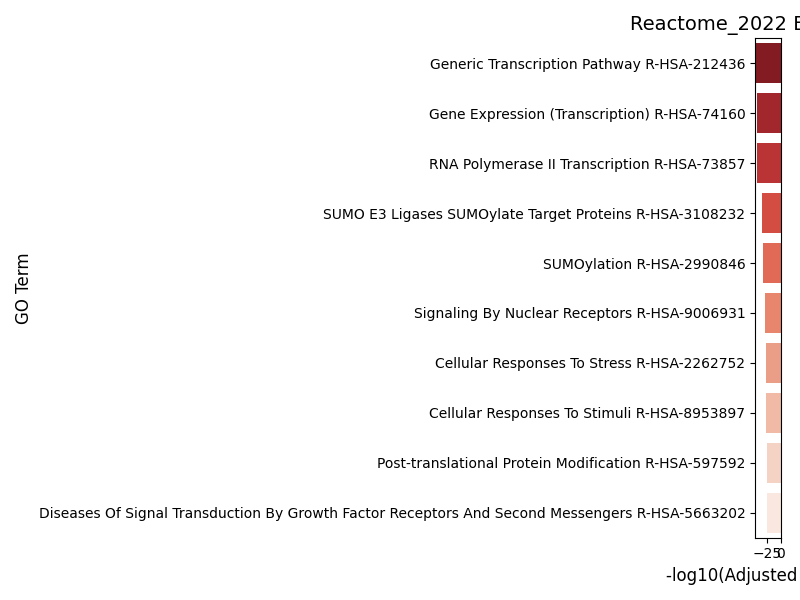 Reactome_2022 E
Generic Transcription Pathway R-HSA-212436
Gene Expression (Transcription) R-HSA-74160
RNA Polymerase II Transcription R-HSA-73857
SUMO E3 Ligases SUMOylate Target Proteins R-HSA-3108232
SUMOylation R-HSA-2990846
Signaling By Nuclear Receptors R-HSA-9006931
Cellular Responses To Stress R-HSA-2262752
Cellular Responses To Stimuli R-HSA-8953897
Post-translational Protein Modification R-HSA-597592
Diseases Of Signal Transduction By Growth Factor Receptors And Second Messengers R-HSA-5663202
GO Term
−25 0
-log10(Adjusted